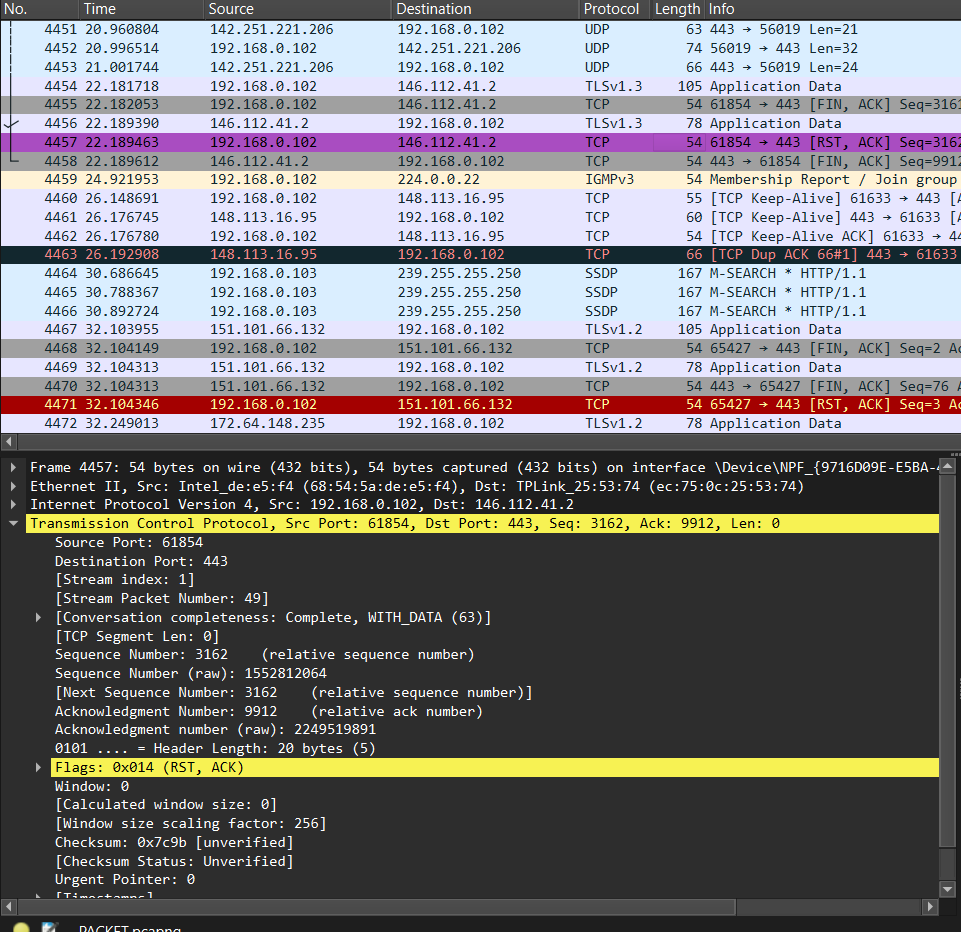 No. Time Source Destination Protocol Length Info
4451 20.960804 142.251.221.206 192.168.0.102 UDP 63 443 → 56019 Len=21
4452 20.996514 192.168.0.102 142.251.221.206 UDP 74 56019 → 443 Len=32
4453 21.001744 142.251.221.206 192.168.0.102 UDP 66 443 → 56019 Len=24
4454 22.181718 192.168.0.102 146.112.41.2 TLSv1.3 105 Application Data
4455 22.182053 192.168.0.102 146.112.41.2 TCP 54 61854 → 443 [FIN, ACK] Seq=3161
4456 22.189390 146.112.41.2 192.168.0.102 TLSv1.3 78 Application Data
4457 22.189463 192.168.0.102 146.112.41.2 TCP 54 61854 → 443 [RST, ACK] Seq=3162
4458 22.189612 146.112.41.2 192.168.0.102 TCP 54 443 → 61854 [FIN, ACK] Seq=9912
4459 24.921953 192.168.0.102 224.0.0.22 IGMPv3 54 Membership Report / Join group
4460 26.148691 192.168.0.102 148.113.16.95 TCP 55 [TCP Keep-Alive] 61633 → 443 [A
4461 26.176745 148.113.16.95 192.168.0.102 TCP 60 [TCP Keep-Alive] 443 → 61633 [A
4462 26.176780 192.168.0.102 148.113.16.95 TCP 54 [TCP Keep-Alive ACK] 61633 → 44
4463 26.192908 148.113.16.95 192.168.0.102 TCP 66 [TCP Dup ACK 66#1] 443 → 61633
4464 30.686645 192.168.0.103 239.255.255.250 SSDP 167 M-SEARCH * HTTP/1.1
4465 30.788367 192.168.0.103 239.255.255.250 SSDP 167 M-SEARCH * HTTP/1.1
4466 30.892724 192.168.0.103 239.255.255.250 SSDP 167 M-SEARCH * HTTP/1.1
4467 32.103955 151.101.66.132 192.168.0.102 TLSv1.2 105 Application Data
4468 32.104149 192.168.0.102 151.101.66.132 TCP 54 65427 → 443 [FIN, ACK] Seq=2 Ac
4469 32.104313 151.101.66.132 192.168.0.102 TLSv1.2 78 Application Data
4470 32.104313 151.101.66.132 192.168.0.102 TCP 54 443 → 65427 [FIN, ACK] Seq=76 A
4471 32.104346 192.168.0.102 151.101.66.132 TCP 54 65427 → 443 [RST, ACK] Seq=3 Ac
4472 32.249013 172.64.148.235 192.168.0.102 TLSv1.2 78 Application Data
Frame 4457: 54 bytes on wire (432 bits), 54 bytes captured (432 bits) on interface \Device\NPF_{9716D09E-E5BA-4
Ethernet II, Src: Intel_de:e5:f4 (68:54:5a:de:e5:f4), Dst: TPLink_25:53:74 (ec:75:0c:25:53:74)
Internet Protocol Version 4, Src: 192.168.0.102, Dst: 146.112.41.2
Transmission Control Protocol, Src Port: 61854, Dst Port: 443, Seq: 3162, Ack: 9912, Len: 0
Source Port: 61854
Destination Port: 443
[Stream index: 1]
[Stream Packet Number: 49]
[Conversation completeness: Complete, WITH_DATA (63)]
[TCP Segment Len: 0]
Sequence Number: 3162 (relative sequence number)
Sequence Number (raw): 1552812064
[Next Sequence Number: 3162 (relative sequence number)]
Acknowledgment Number: 9912 (relative ack number)
Acknowledgment number (raw): 2249519891
0101 .... = Header Length: 20 bytes (5)
Flags: 0x014 (RST, ACK)
Window: 0
[Calculated window size: 0]
[Window size scaling factor: 256]
Checksum: 0x7c9b [unverified]
[Checksum Status: Unverified]
Urgent Pointer: 0
[Timestamps]
PACKET.pcapng